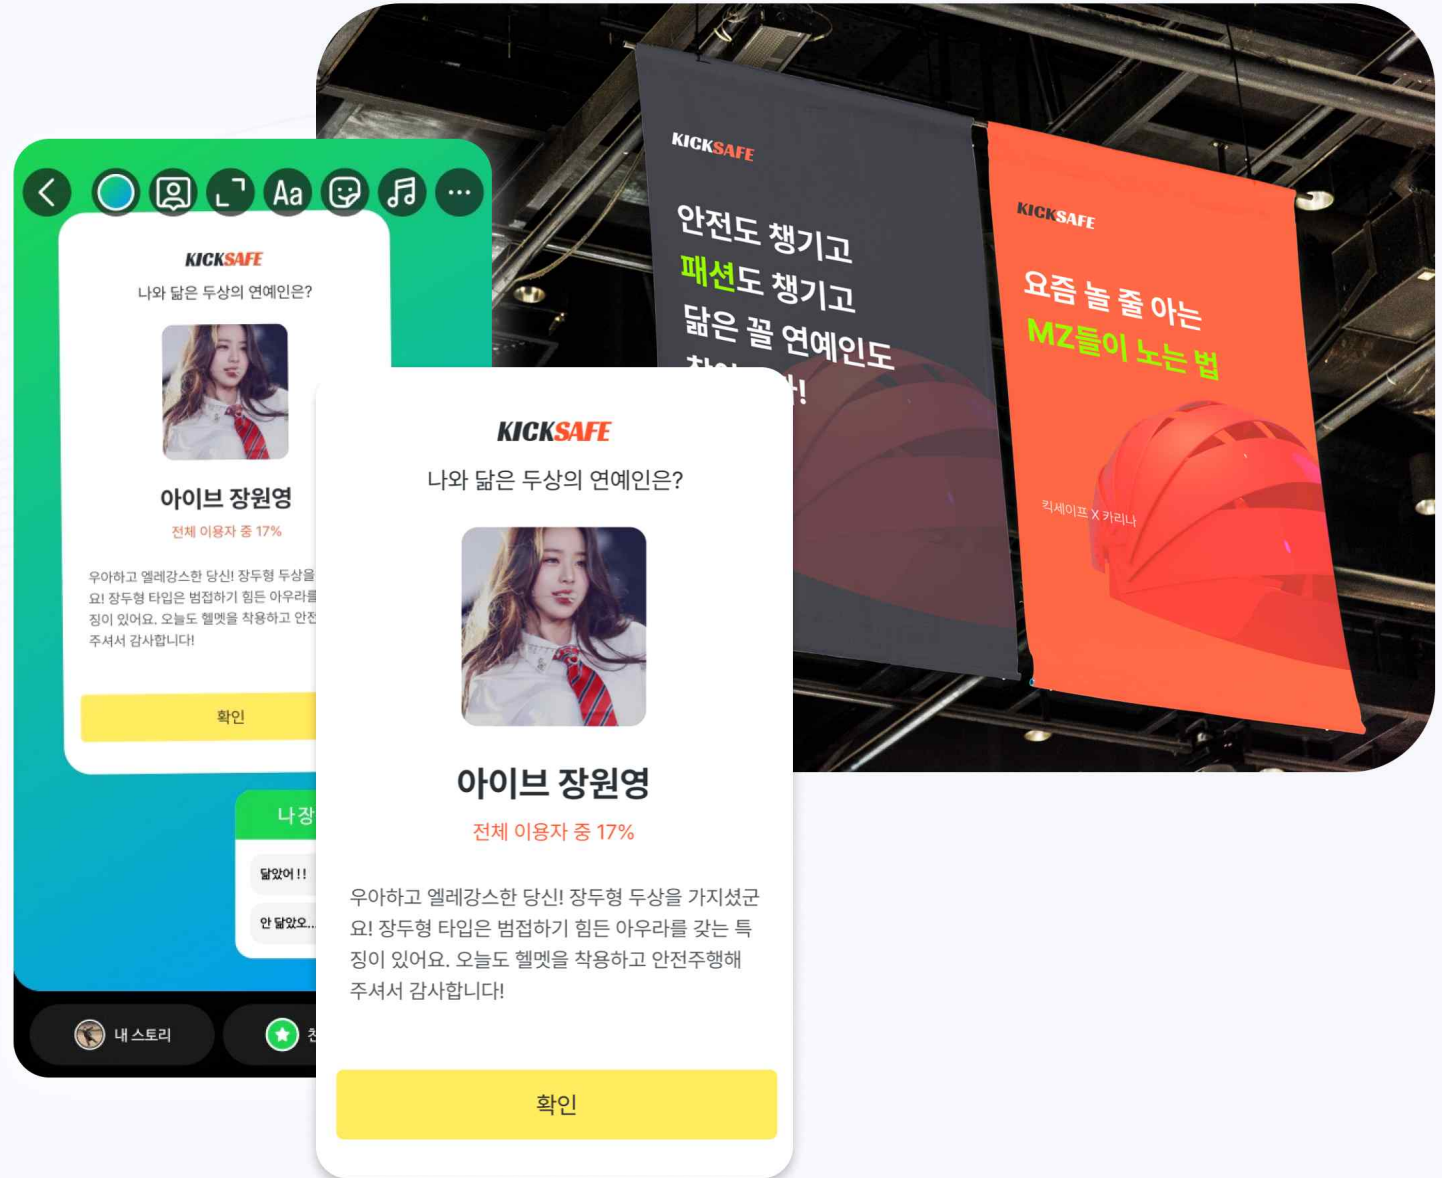 KICKSAFE
안전도 챙기고
패션도 챙기고
닮은 꼴 연예인도
KICKSAFE
요즘 놀 줄 아는
MZ들이 노는 법
킥세이프 X 카리나
Aa
KICKSAFE
나와 닮은 두상의 연예인은?
아이브 장원영
전체 이용자 중 17%
우아하고 엘레강스한 당신! 장두형 두상을
요! 장두형 타입은 범접하기 힘든 아우라를
징이 있어요. 오늘도 헬멧을 착용하고 안전
주셔서 감사합니다!
확인
나 장
닮았어 !!
안 닮았오...
내 스토리
KICKSAFE
나와 닮은 두상의 연예인은?
아이브 장원영
전체 이용자 중 17%
우아하고 엘레강스한 당신! 장두형 두상을 가지셨군
요! 장두형 타입은 범접하기 힘든 아우라를 갖는 특
징이 있어요. 오늘도 헬멧을 착용하고 안전주행해
주셔서 감사합니다!
확인